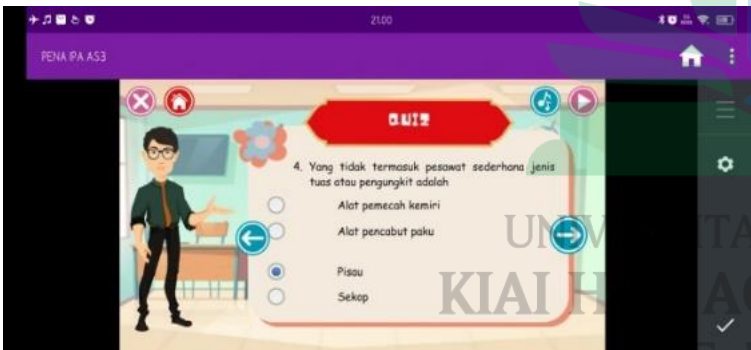 21.00
PENA IPA AS3
QUIZ
4. Yang tidak termasuk pesawat sederhana jenis
tuas atau pengungkit adalah
Alat pemecah kemiri
Alat pencabut paku
Pisau
Sekop
KIAI H